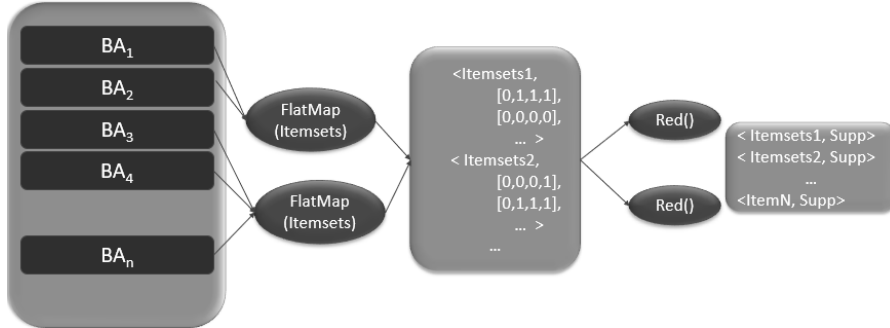 BA₁
BA₂
BA₃
BA₄
BAₙ
FlatMap
(Itemsets)
FlatMap
(Itemsets)
<Itemsets1,
[0,1,1,1],
[0,0,0,0],
... >
< Itemsets2,
[0,0,0,1],
[0,1,1,1],
... >
...
Red()
Red()
< Itemsets1, Supp>
< Itemsets2, Supp>
...
<ItemN, Supp>